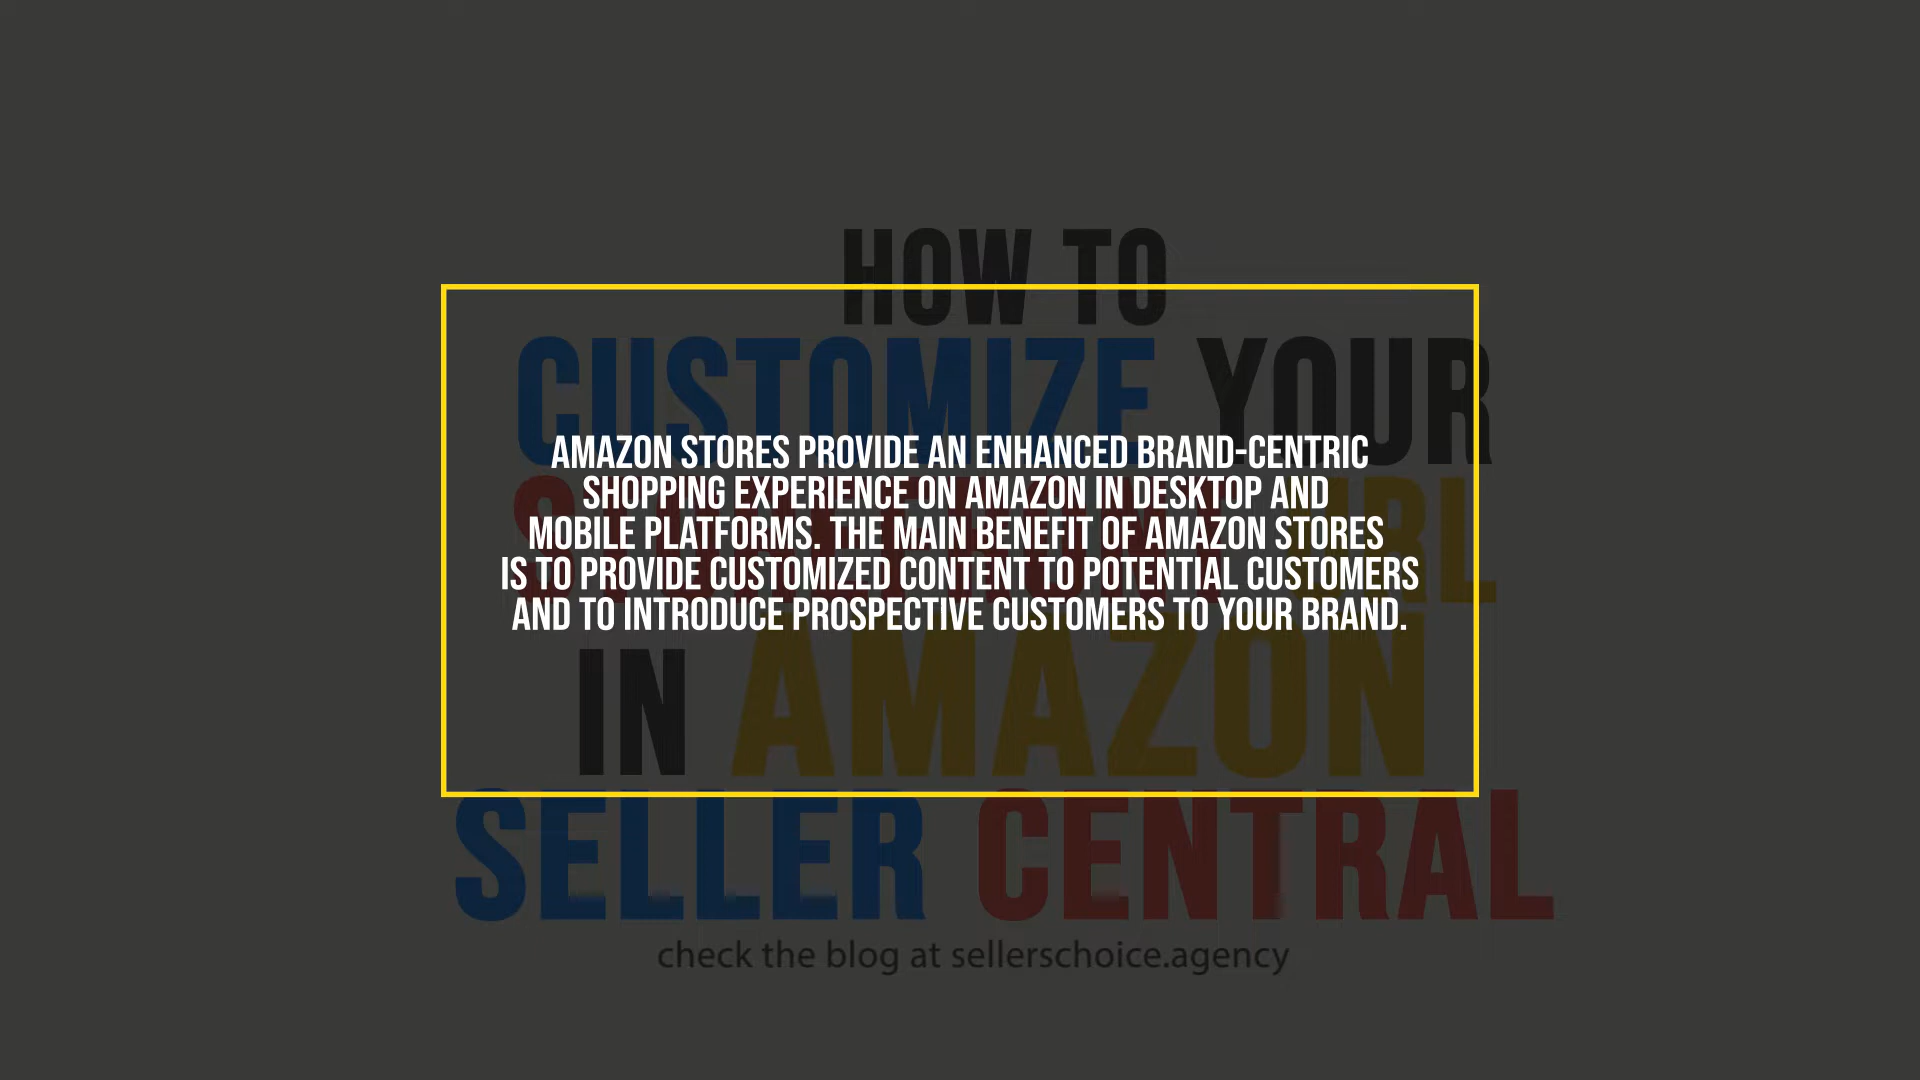 HOW TO
CUSTOMIZE YOUR
AMAZON STORES PROVIDE AN ENHANCED BRAND-CENTRIC
SHOPPING EXPERIENCE ON AMAZON IN DESKTOP AND
MOBILE PLATFORMS. THE MAIN BENEFIT OF AMAZON STORES
IS TO PROVIDE CUSTOMIZED CONTENT TO POTENTIAL CUSTOMERS
AND TO INTRODUCE PROSPECTIVE CUSTOMERS TO YOUR BRAND.
IN AMAZON
SELLER CENTRAL
check the blog at sellerschoice.agency